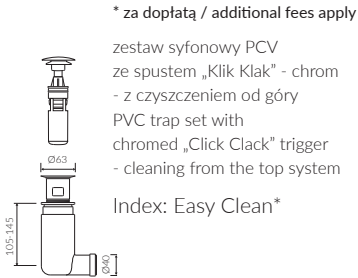 * za dopłatą / additional fees apply
zestaw syfonowy PCV
ze spustem „Klik Klak” - chrom
- z czyszczeniem od góry
PVC trap set with
chromed „Click Clack” trigger
- cleaning from the top system
Ø63
Index: Easy Clean*
105-145
Ø40